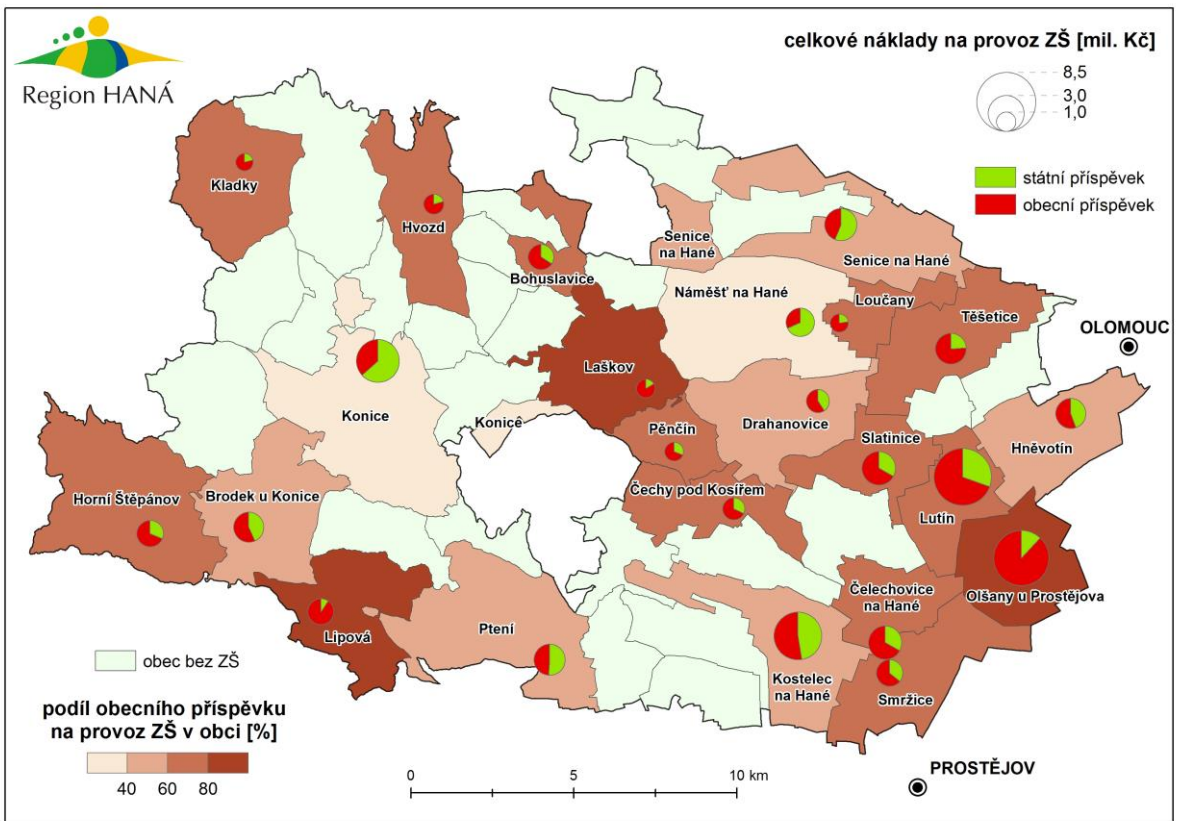 Region HANÁ
celkové náklady na provoz ZŠ [mil. Kč]
8,5
3,0
1,0
státní příspěvek
obecní příspěvek
Kladky
Hvozd
Bohuslavice
Senice
na Hané
Senice na Hané
Náměšť na Hané
Loučany
Těšetice
OLOMOUC
Laškov
Konice
Konice
Pěnčín
Drahanovice
Slatinice
Hněvotín
Čechy pod Kosířem
Lutín
Horní Štěpánov
Brodek u Konice
Olšany u Prostějova
Čelechovice
na Hané
Lipová
Ptení
Kostelec
na Hané
Smržice
obec bez ZŠ
podíl obecního příspěvku
na provoz ZŠ v obci [%]
40 60 80
0 5 10 km
PROSTĚJOV